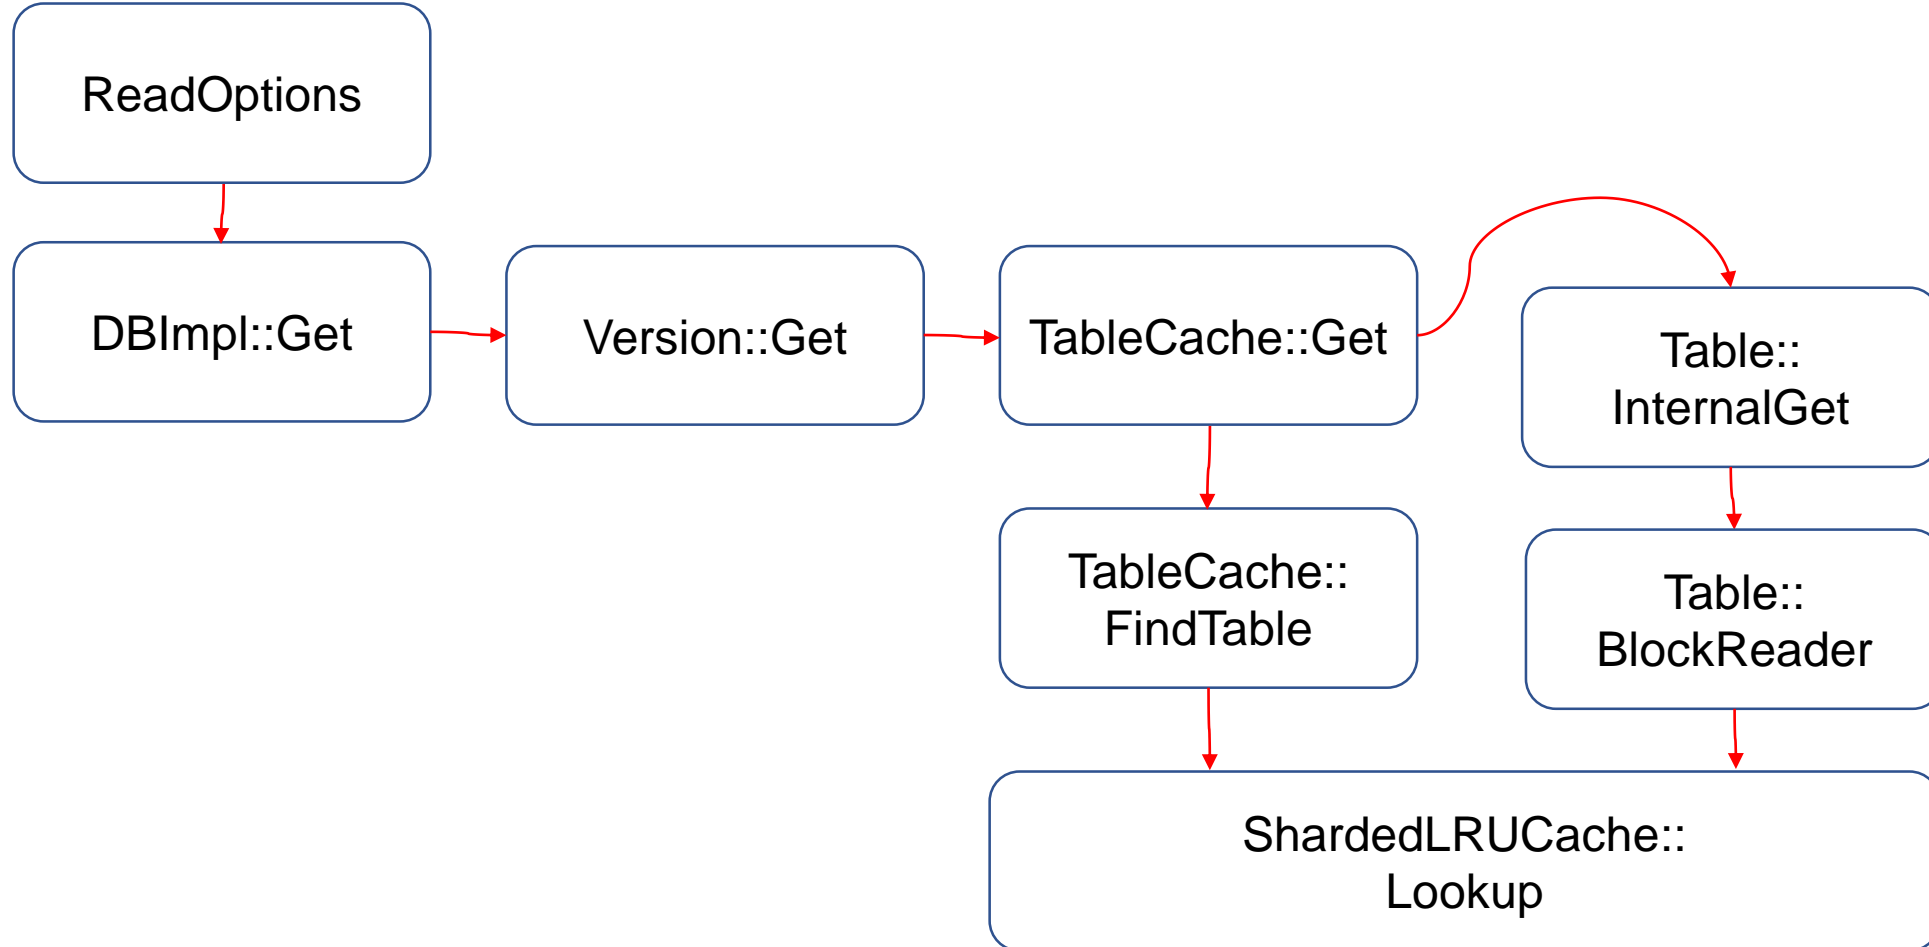 ReadOptions
DBImpl::Get
Version::Get
TableCache::Get
Table::
InternalGet
TableCache::
FindTable
Table::
BlockReader
ShardedLRUCache::
Lookup